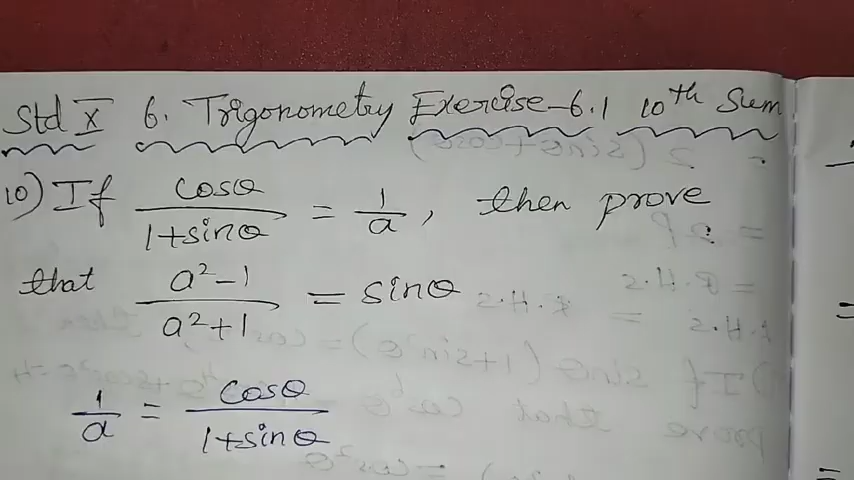 Std X 6. Trigonometry Exercise-6.1 10th Sum
10) If cosθ/1+sinθ = 1/a, then prove
that a²-1/a²+1 = sinθ
1/a = cosθ/1+sinθ